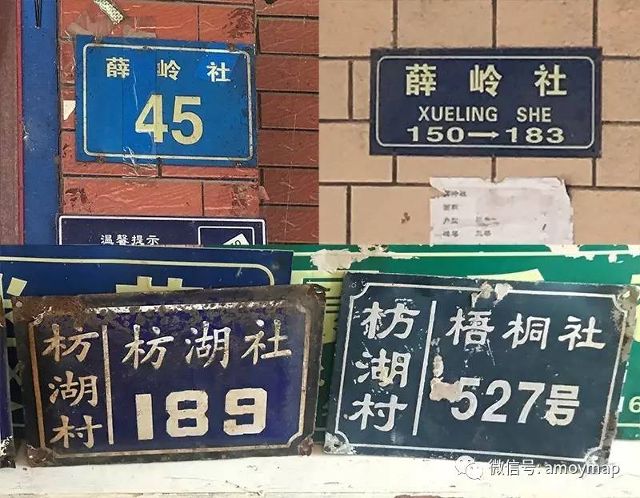 薛岭社
45
温馨提示
薛岭社
XUELING SHE
150→183
枋湖村
枋湖社
189
枋湖村
梧桐社
527号
微信号: amoymap